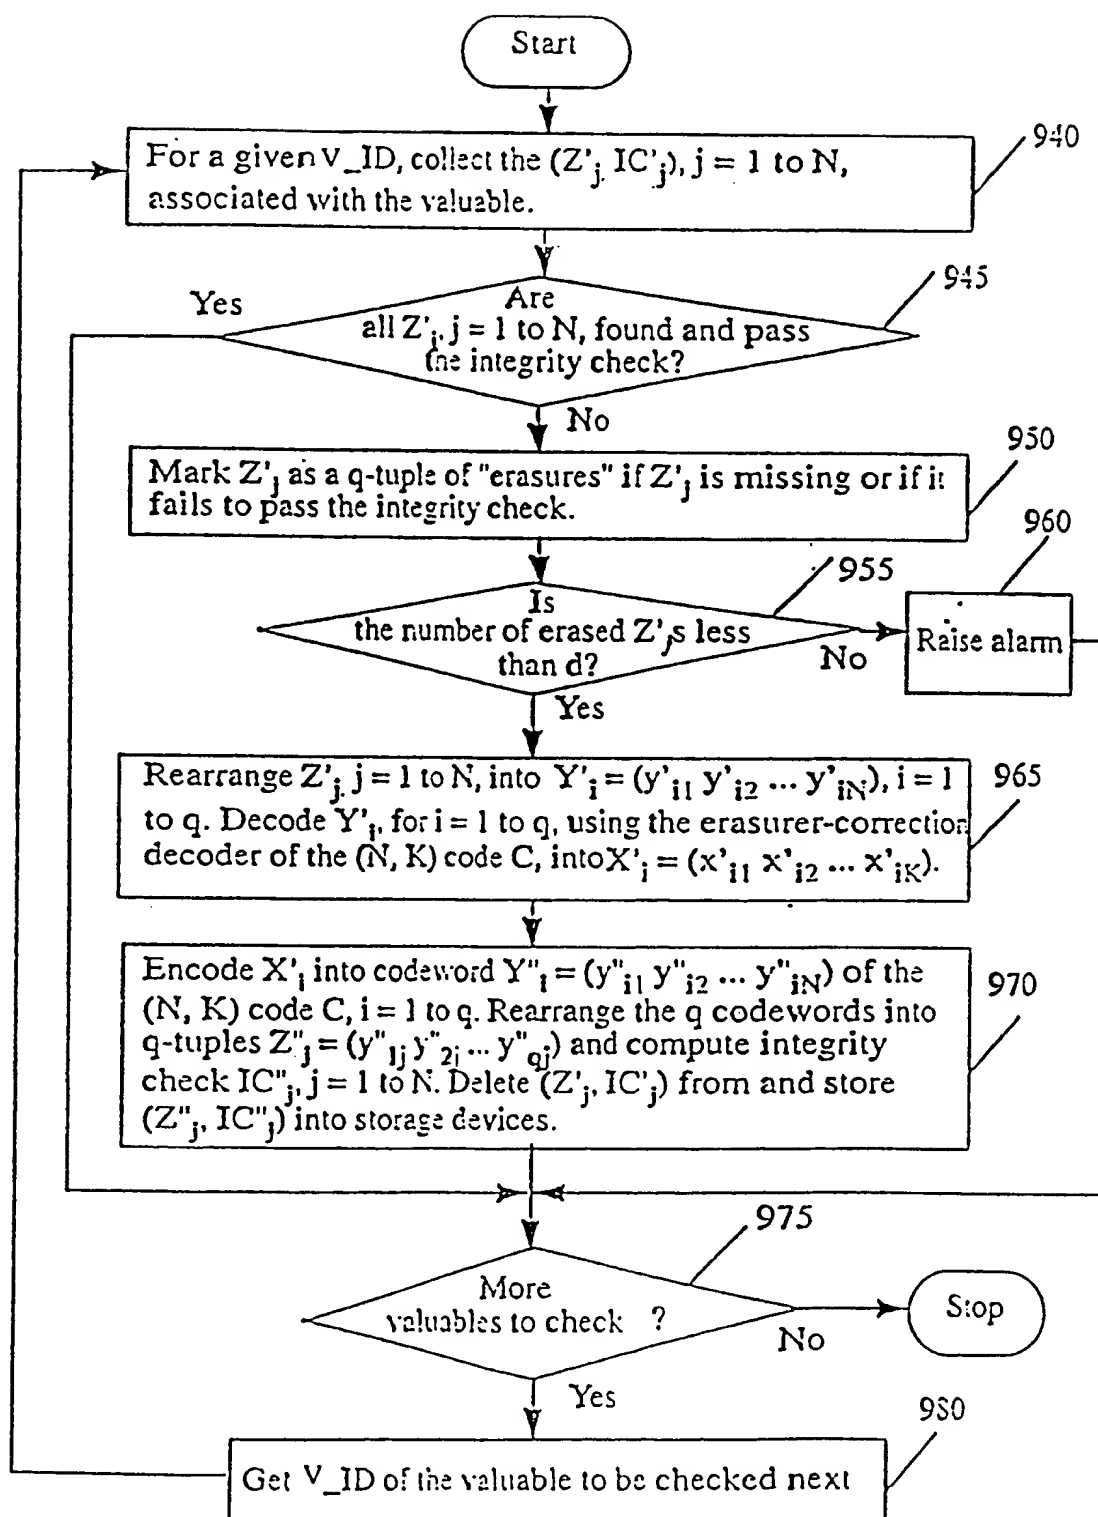 Start
940
For a given V_ID, collect the (Z'j, IC'j), j = 1 to N,
associated with the valuable.
945
Yes
Are
all Z'j, j = 1 to N, found and pass
the integrity check?
No
950
Mark Z'j as a q-tuple of "erasures" if Z'j is missing or if it
fails to pass the integrity check.
960
955
Is
the number of erased Z'js less
than d?
No
Raise alarm
Yes
965
Rearrange Z'j, j = 1 to N, into Y'i = (y'i1 y'i2 ... y'iN), i = 1
to q. Decode Y'i, for i = 1 to q, using the erasurer-correction
decoder of the (N, K) code C, into X'i = (x'i1 x'i2 ... x'iK).
970
Encode X'i into codeword Y"i = (y"i1 y"i2 ... y"iN) of the
(N, K) code C, i = 1 to q. Rearrange the q codewords into
q-tuples Z"j = (y"1j y"2j ... y"qj) and compute integrity
check IC"j, j = 1 to N. Delete (Z'j, IC'j) from and store
(Z"j, IC"j) into storage devices.
975
More
valuables to check ?
No
Stop
Yes
980
Get V_ID of the valuable to be checked next